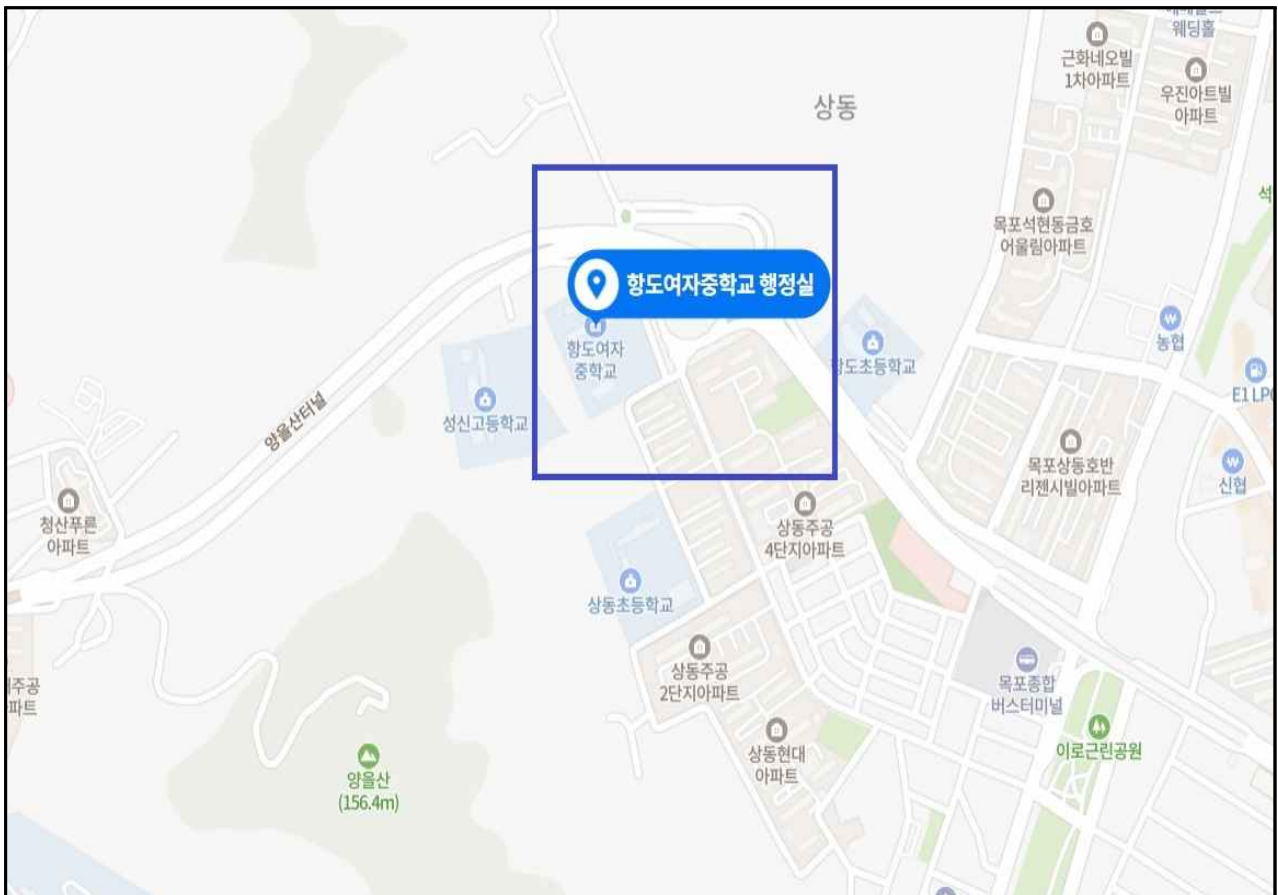 웨딩홀
근화네오빌
1차아파트
우진아트빌
아파트
상동
석
목포석현동금호
어울림아파트
항도여자중학교 행정실
농협
항도여자
중학교
항도초등학교
E1 LPG
성신고등학교
양을산터널
목포상동호반
리젠시빌아파트
신협
청산푸른
아파트
상동주공
4단지아파트
상동초등학교
상동주공
2단지아파트
목포종합
버스터미널
주공
파트
상동현대
아파트
이로근린공원
양을산
(156.4m)